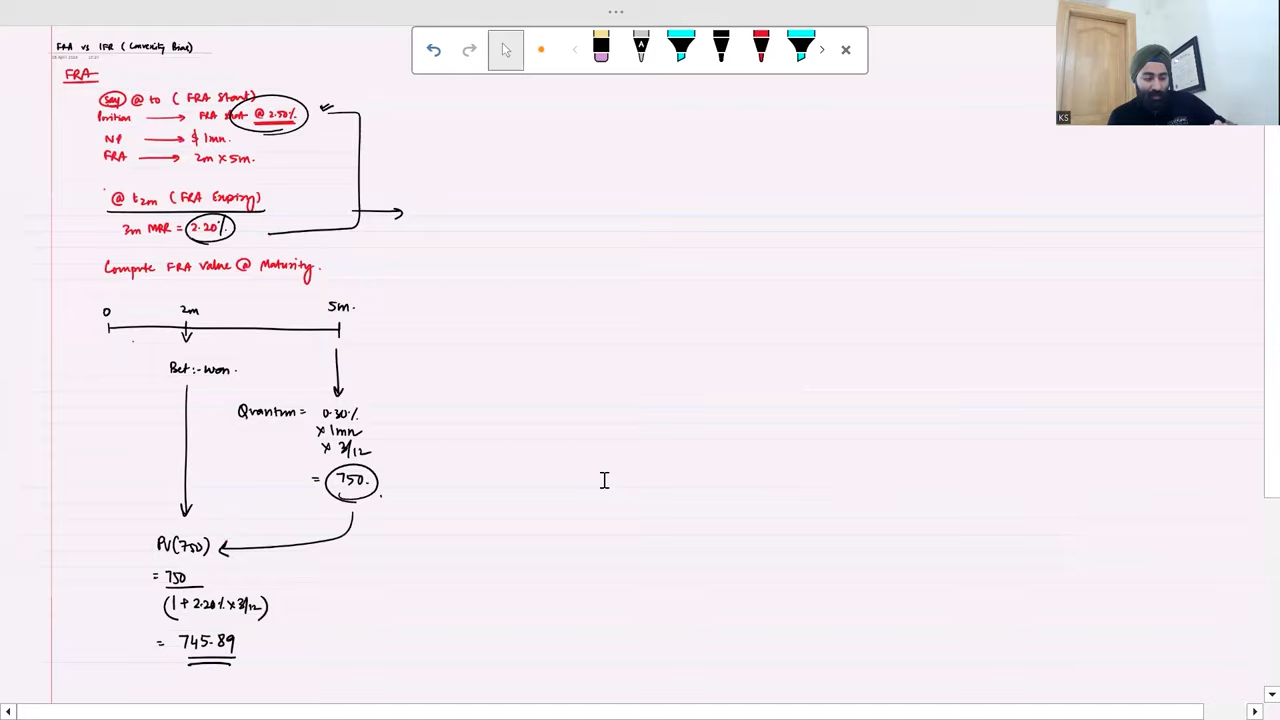 FRA vs IFR (Convexity Bias)
FRA
Say @ to ( FRA Start)
Position → FRA @ 2.50%.
NP → $ 1mn.
FRA → 2m × 5m.
@ t2m ( FRA Expiry)
3m MRR = 2.20%.
Compute FRA value @ Maturity.
0 2m 5m.
Bet :- won.
Quantum = 0.30%
× 1mn
× 3/12
= 750.
PV(750)
= 750
(1 + 2.20% × 3/12)
= 745.89
KS